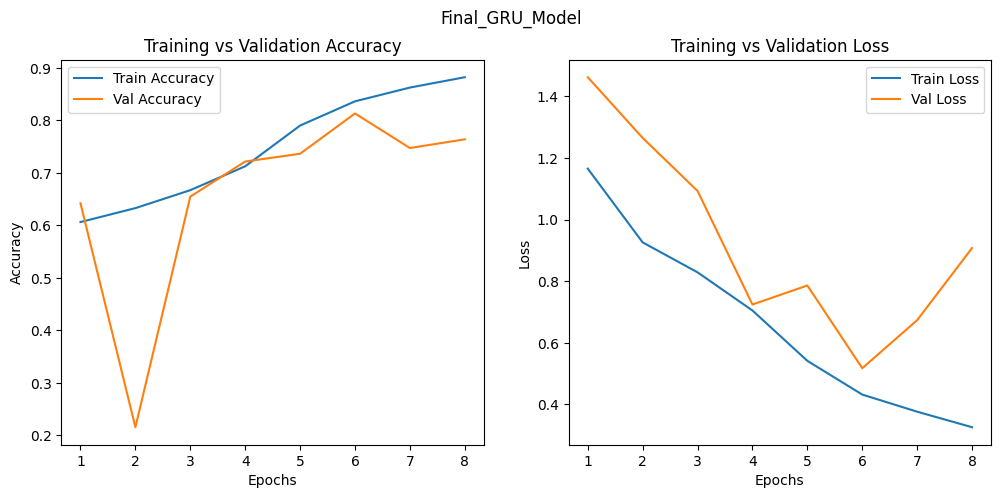 Final_GRU_Model
Training vs Validation Accuracy
Train Accuracy
Val Accuracy
Accuracy
0.9
0.8
0.7
0.6
0.5
0.4
0.3
0.2
1 2 3 4 5 6 7 8
Epochs
Training vs Validation Loss
Train Loss
Val Loss
Loss
1.4
1.2
1.0
0.8
0.6
0.4
1 2 3 4 5 6 7 8
Epochs